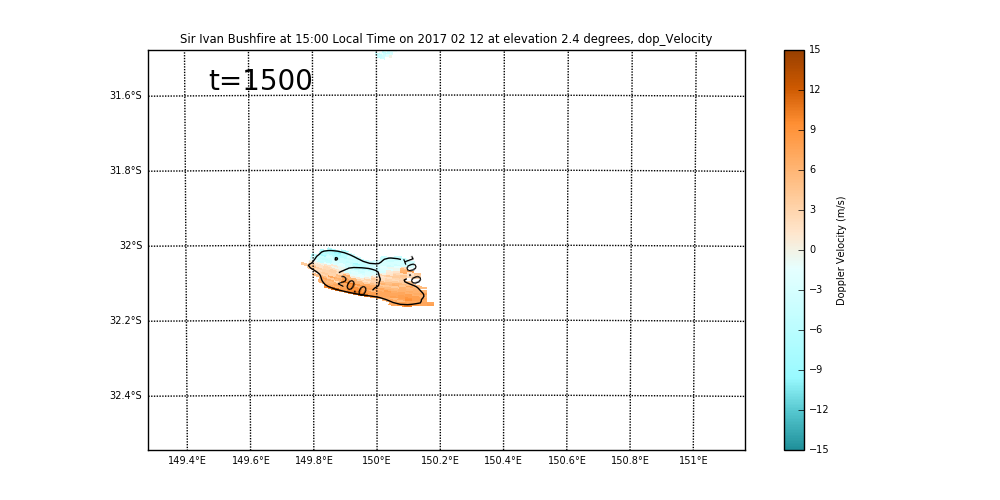 Sir Ivan Bushfire at 15:00 Local Time on 2017 02 12 at elevation 2.4 degrees, dop_Velocity
t=1500
31.6°S
31.8°S
32°S
32.2°S
32.4°S
10.0
20.0
149.4°E 149.6°E 149.8°E 150°E 150.2°E 150.4°E 150.6°E 150.8°E 151°E
15
12
9
6
3
0
−3
−6
−9
−12
−15
Doppler Velocity (m/s)